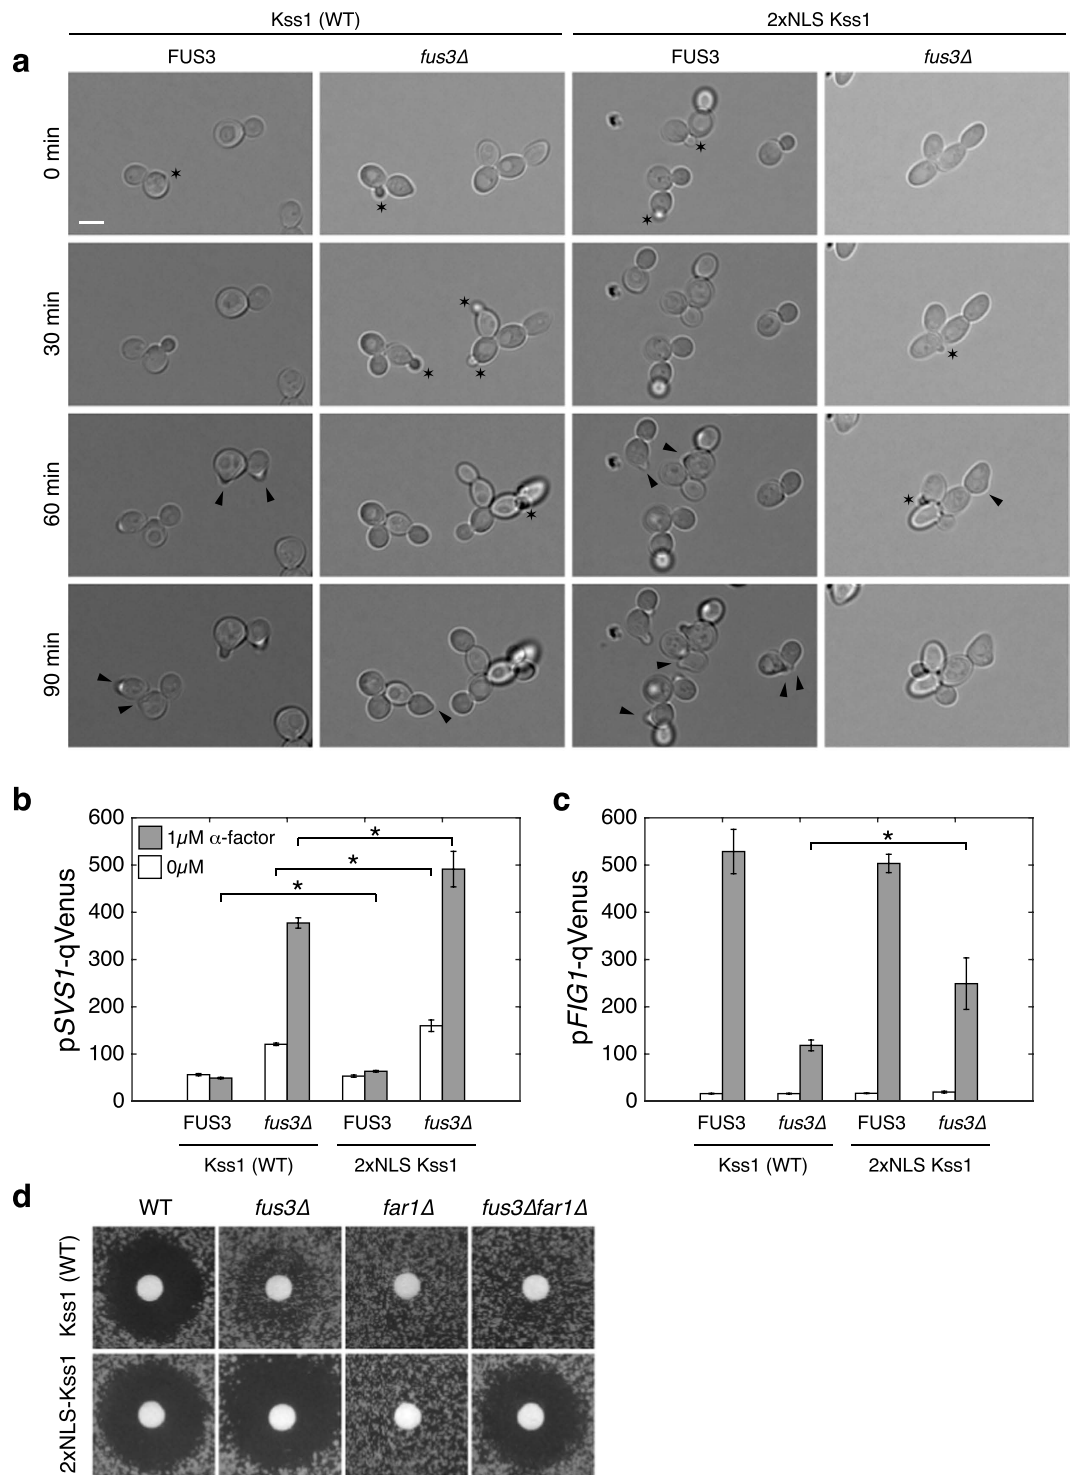 Kss1 (WT) 2xNLS Kss1
a FUS3 fus3Δ FUS3 fus3Δ
0 min
30 min
60 min
90 min
b
pSVS1-qVenus
600
500
400
300
200
100
0
1µM α-factor
0µM
*
*
*
FUS3 fus3Δ FUS3 fus3Δ
Kss1 (WT) 2xNLS Kss1
c
pFIG1-qVenus
600
500
400
300
200
100
0
*
FUS3 fus3Δ FUS3 fus3Δ
Kss1 (WT) 2xNLS Kss1
d
WT fus3Δ far1Δ fus3Δfar1Δ
Kss1 (WT)
2xNLS-Kss1